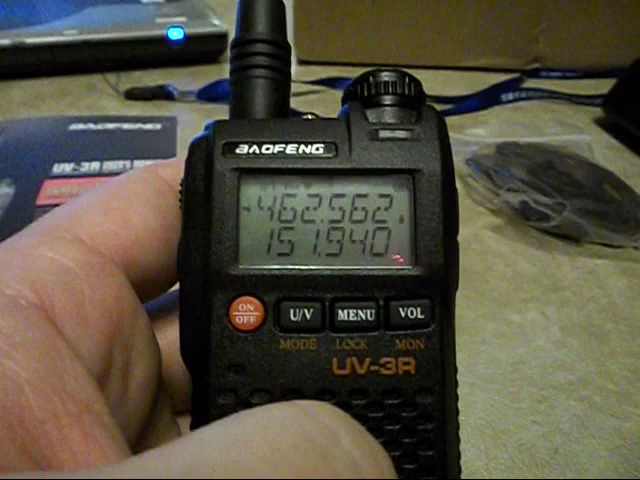 BAOFENG
UV-3R
BAOFENG
462.562
151.940
ON
OFF
U/V
MENU
VOL
MODE
LOCK
MON
UV-3R